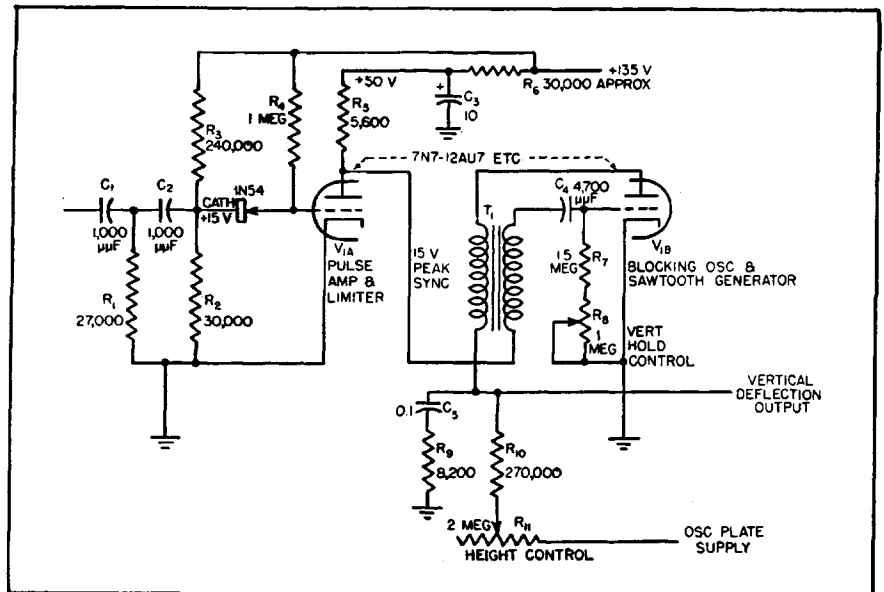 +135 V
R6 30,000 APPROX
+50 V
R4
1 MEG
R5
5,600
+
C3
10
R3
240,000
7N7-12AU7 ETC
C1
1,000
μμF
C2
1,000
μμF
CATH
+15 V
1N54
V1A
PULSE
AMP &
LIMITER
R1
27,000
R2
30,000
15 V
PEAK
SYNC
T1
C4 4,700
μμF
V1B
BLOCKING OSC &
SAWTOOTH GENERATOR
15
MEG
R7
R8
1
MEG
VERT
HOLD
CONTROL
VERTICAL
DEFLECTION
OUTPUT
0.1
C5
R9
8,200
R10
270,000
2 MEG
R11
HEIGHT CONTROL
OSC PLATE
SUPPLY